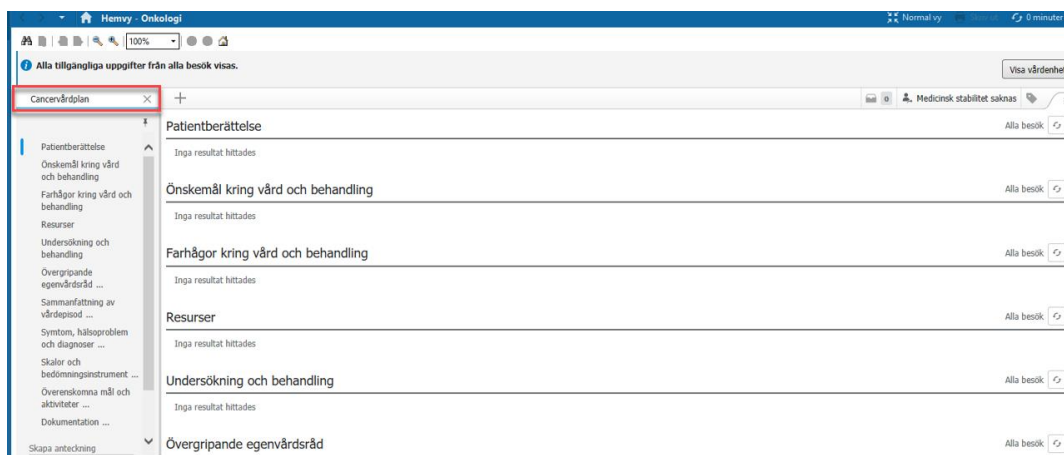 Hemvy - Onkologi
Normal vy
Skriv ut
0 minuter
100%
Alla tillgängliga uppgifter från alla besök visas.
Visa vårdenhet
Cancervårdplan
0
Medicinsk stabilitet saknas
Patientberättelse
Önskemål kring vård
och behandling
Farhågor kring vård och
behandling
Resurser
Undersökning och
behandling
Övergripande
egenvårdsråd ...
Sammanfattning av
vårdepisod ...
Symtom, hälsoproblem
och diagnoser ...
Skalor och
bedömningsinstrument ...
Överenskomna mål och
aktiviteter ...
Dokumentation ...
Skapa anteckning
Patientberättelse
Alla besök
Inga resultat hittades
Önskemål kring vård och behandling
Alla besök
Inga resultat hittades
Farhågor kring vård och behandling
Alla besök
Inga resultat hittades
Resurser
Alla besök
Inga resultat hittades
Undersökning och behandling
Alla besök
Inga resultat hittades
Övergripande egenvårdsråd
Alla besök